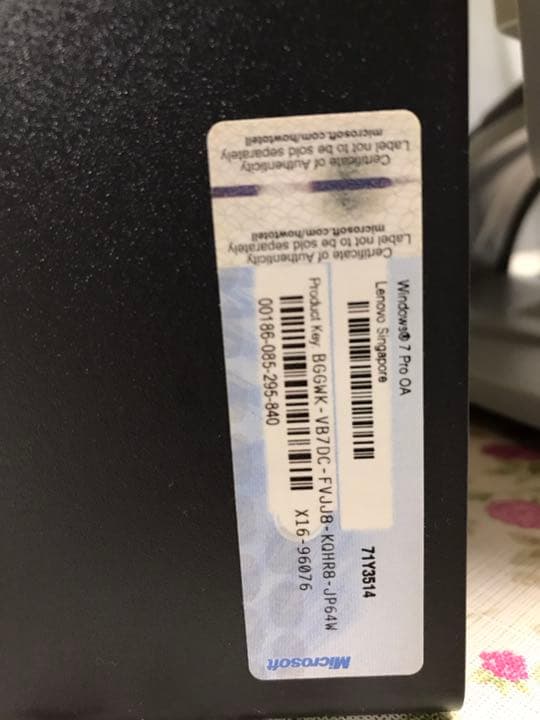 Certificate of Authenticity
Label not to be sold separately
microsoft.com/howtotell
Certificate of Authenticity
Label not to be sold separately
microsoft.com/howtotell
Windows® 7 Pro OA
Lenovo Singapore
71Y3514
Product Key: BGGWK-VB7DC-FVJJ8-KQHR8-JP64W
00186-085-295-840
X16-96076
Microsoft